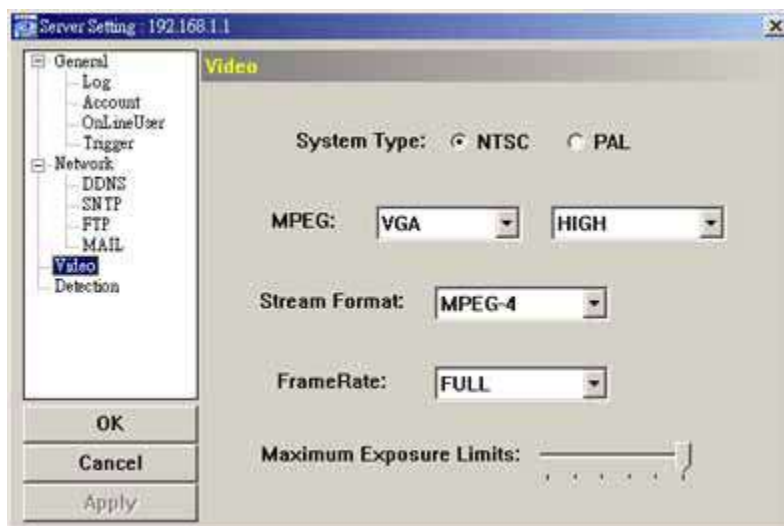 Server Setting : 192.168.1.1
General
Log
Account
OnLineUser
Trigger
Network
DDNS
SNTP
FTP
MAIL
Video
Detection
OK
Cancel
Apply
Video
System Type: NTSC PAL
MPEG: VGA HIGH
Stream Format: MPEG-4
FrameRate: FULL
Maximum Exposure Limits: